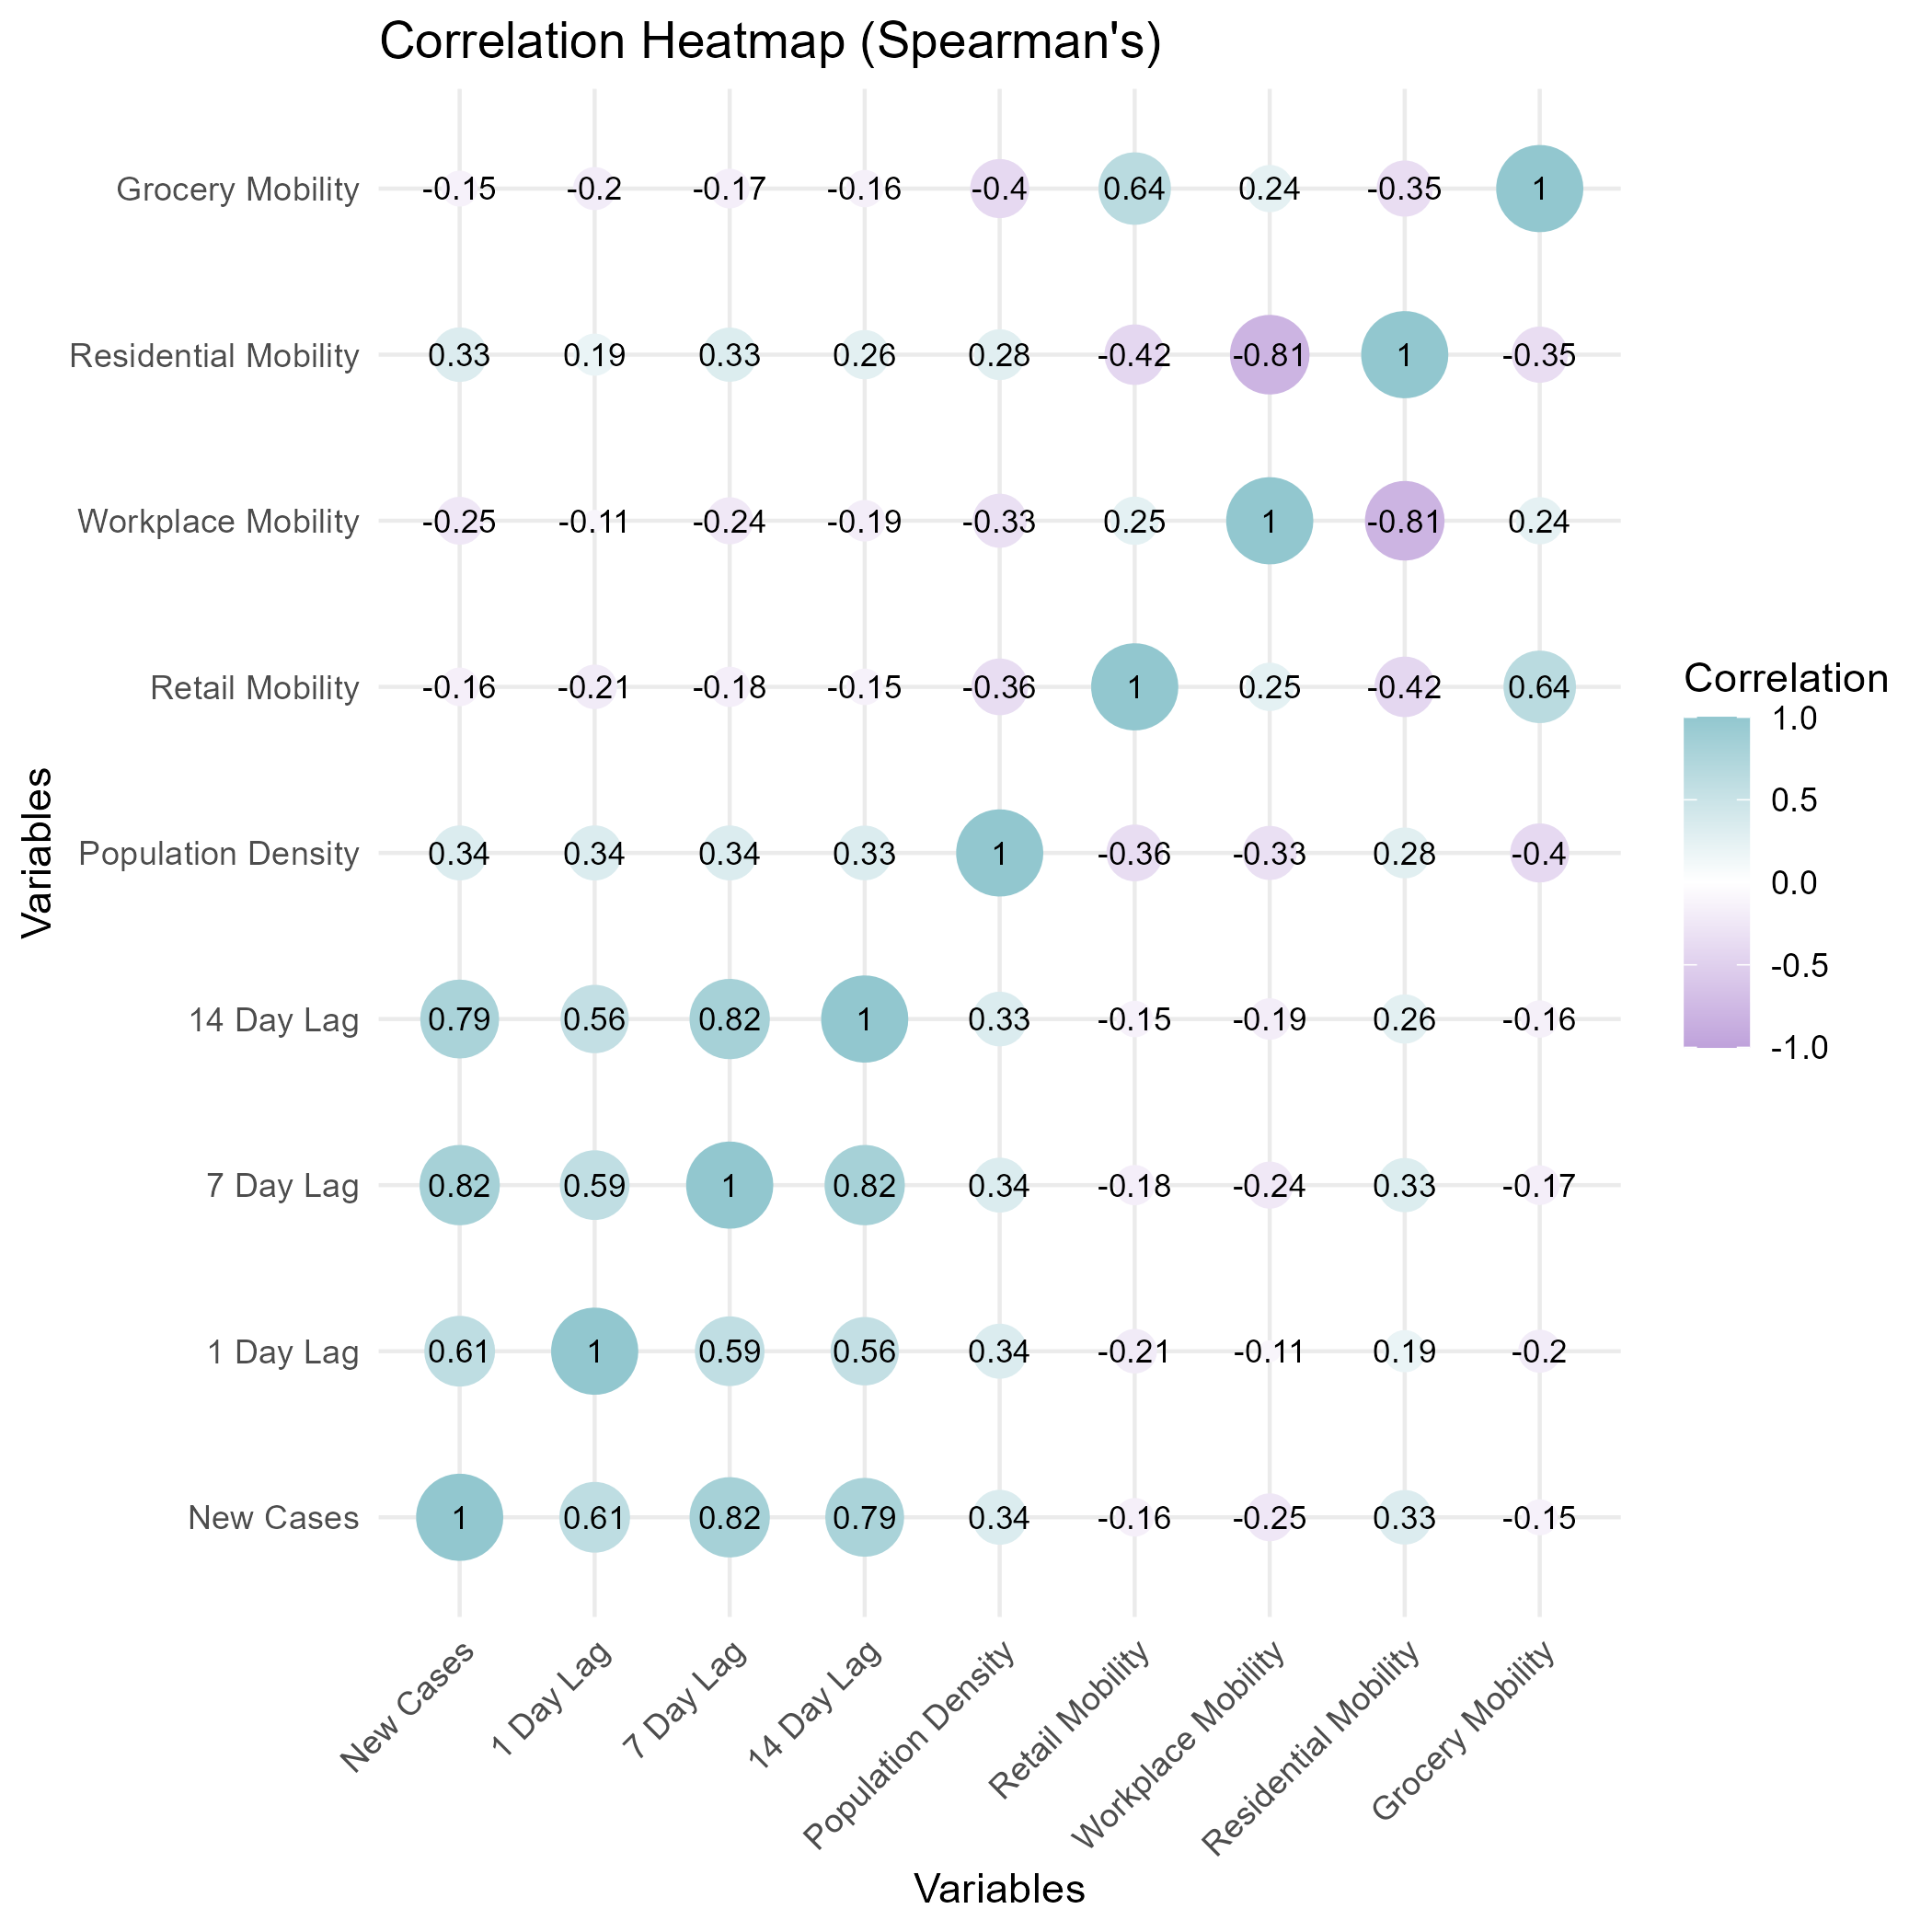 Correlation Heatmap (Spearman's)
Grocery Mobility -0.15 -0.2 -0.17 -0.16 -0.4 0.64 0.24 -0.35 1
Residential Mobility 0.33 0.19 0.33 0.26 0.28 -0.42 -0.81 1 -0.35
Workplace Mobility -0.25 -0.11 -0.24 -0.19 -0.33 0.25 1 -0.81 0.24
Retail Mobility -0.16 -0.21 -0.18 -0.15 -0.36 1 0.25 -0.42 0.64
Population Density 0.34 0.34 0.34 0.33 1 -0.36 -0.33 0.28 -0.4
14 Day Lag 0.79 0.56 0.82 1 0.33 -0.15 -0.19 0.26 -0.16
7 Day Lag 0.82 0.59 1 0.82 0.34 -0.18 -0.24 0.33 -0.17
1 Day Lag 0.61 1 0.59 0.56 0.34 -0.21 -0.11 0.19 -0.2
New Cases 1 0.61 0.82 0.79 0.34 -0.16 -0.25 0.33 -0.15
New Cases
1 Day Lag
7 Day Lag
14 Day Lag
Population Density
Retail Mobility
Workplace Mobility
Residential Mobility
Grocery Mobility
Variables
Variables
Correlation
1.0
0.5
0.0
-0.5
-1.0